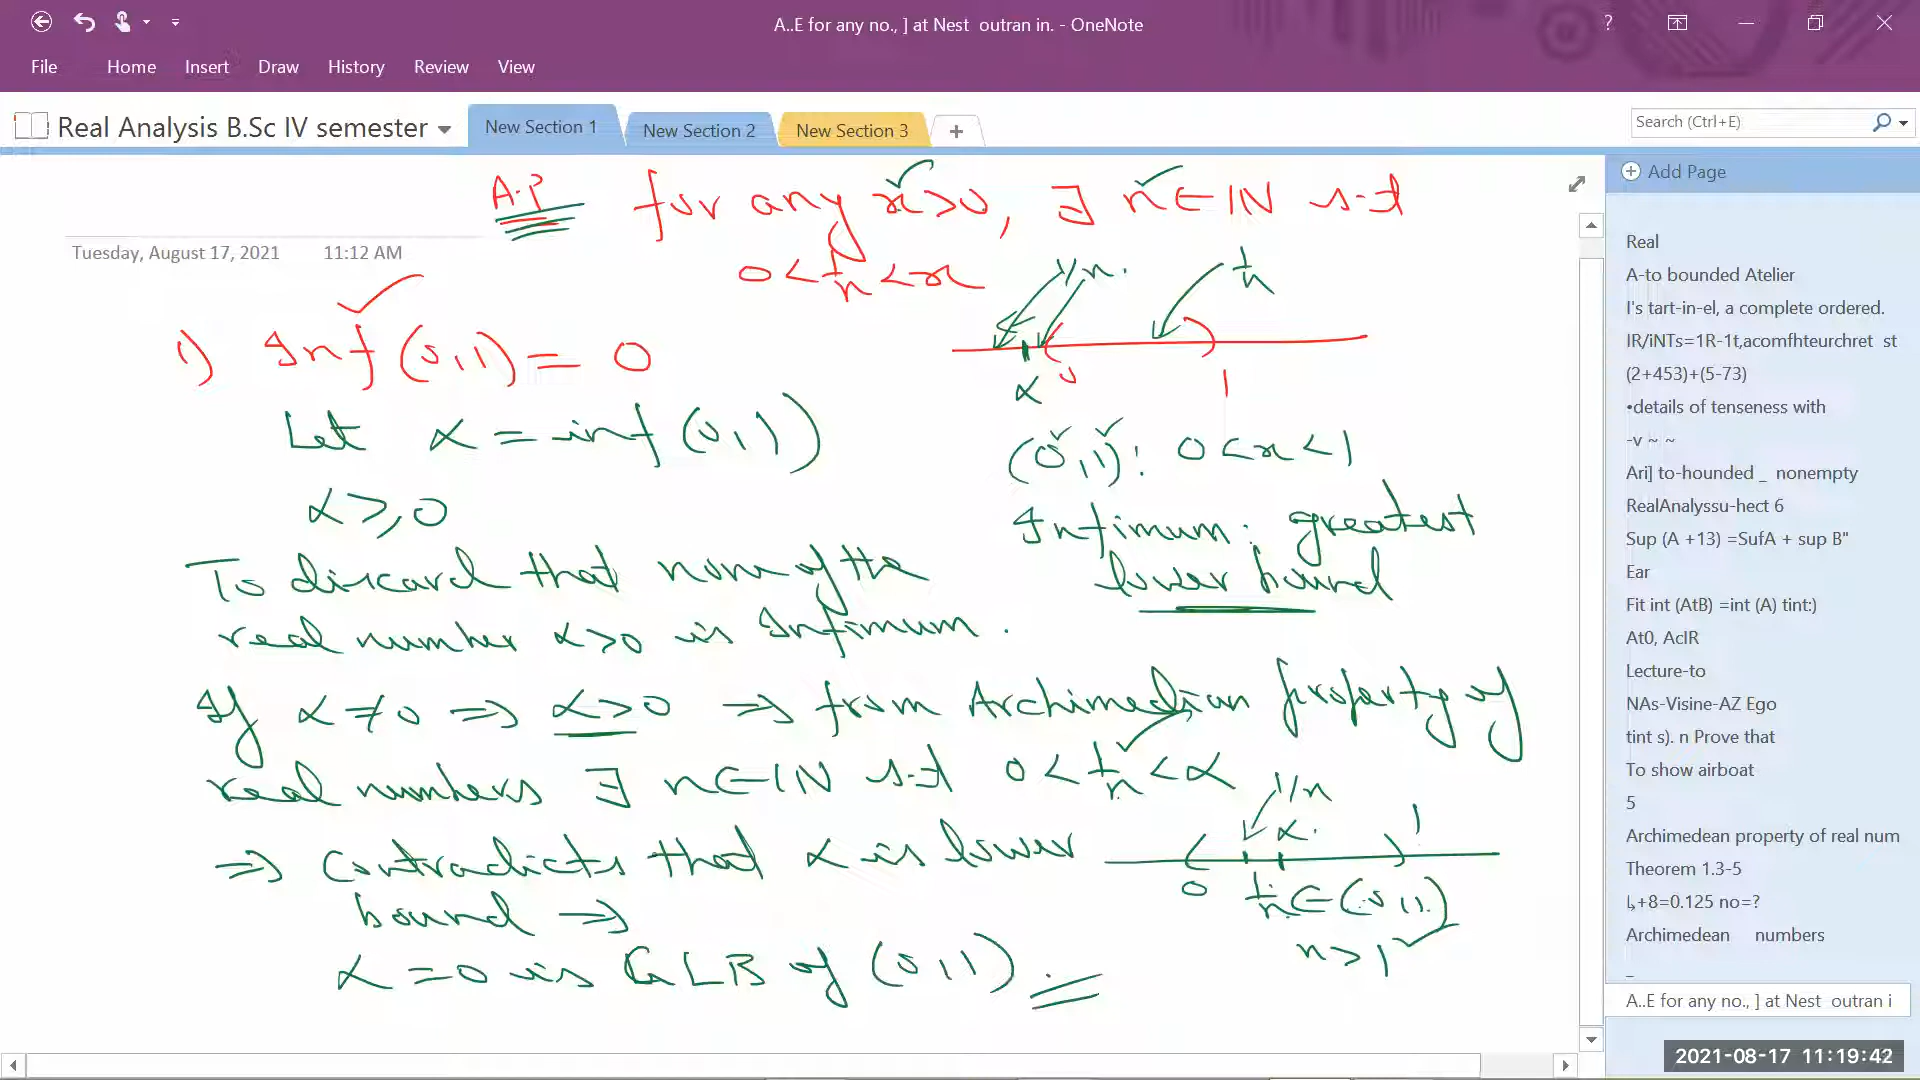 A..E for any no., ] at Nest outran in. - OneNote
File Home Insert Draw History Review View
Real Analysis B.Sc IV semester
New Section 1 New Section 2 New Section 3 +
Search (Ctrl+E)
Tuesday, August 17, 2021 11:12 AM
A.P for any x>0, ∃ n∈IN s.t
0 < 1/n < x
1/n. 1/n
α 0 1
1) Inf (0,1) = 0
Let α = inf (0,1)
α ≥ 0
(0,1): 0 < x < 1
Infimum: greatest
lower bound
To discard that none of the
real number α>0 is Infimum.
If α≠0 ⇒ α>0 ⇒ from Archimedian property of
real numbers ∃ n∈IN s.t 0 < 1/n < α
⇒ contradicts that α is lower
bound ⇒
α = 0 is GLB of (0,1)
1/n
α. 1
0
1/n ∈ (0,1)
n > 1
Add Page
Real
A-to bounded Atelier
I's tart-in-el, a complete ordered.
IR/iNTs=1R-1t,acomfhteurchret st
(2+453)+(5-73)
•details of tenseness with
-v ~ ~
Ari] to-hounded _ nonempty
RealAnalyssu-hect 6
Sup (A +13) =SufA + sup B"
Ear
Fit int (AtB) =int (A) tint:)
At0, AcIR
Lecture-to
NAs-Visine-AZ Ego
tint s). n Prove that
To show airboat
5
Archimedean property of real num
Theorem 1.3-5
+8=0.125 no=?
Archimedean numbers
_
A..E for any no., ] at Nest outran i
2021-08-17 11:19:42